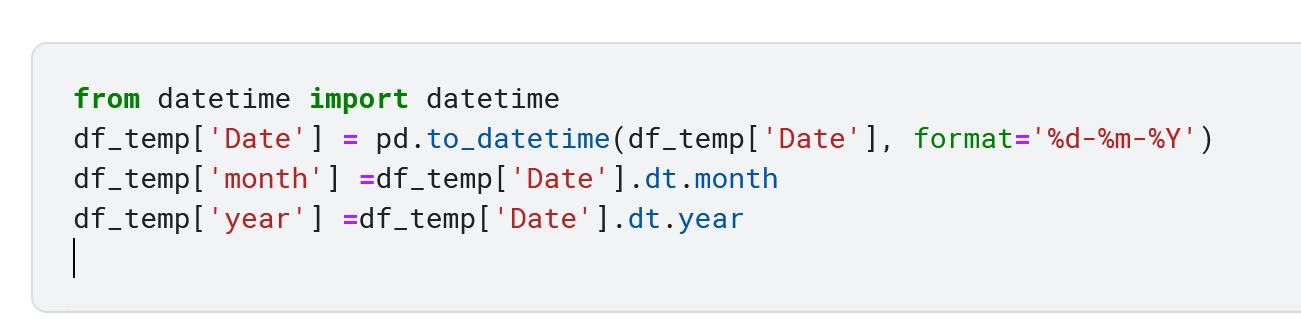 from datetime import datetime
df_temp['Date'] = pd.to_datetime(df_temp['Date'], format='%d-%m-%Y')
df_temp['month'] =df_temp['Date'].dt.month
df_temp['year'] =df_temp['Date'].dt.year